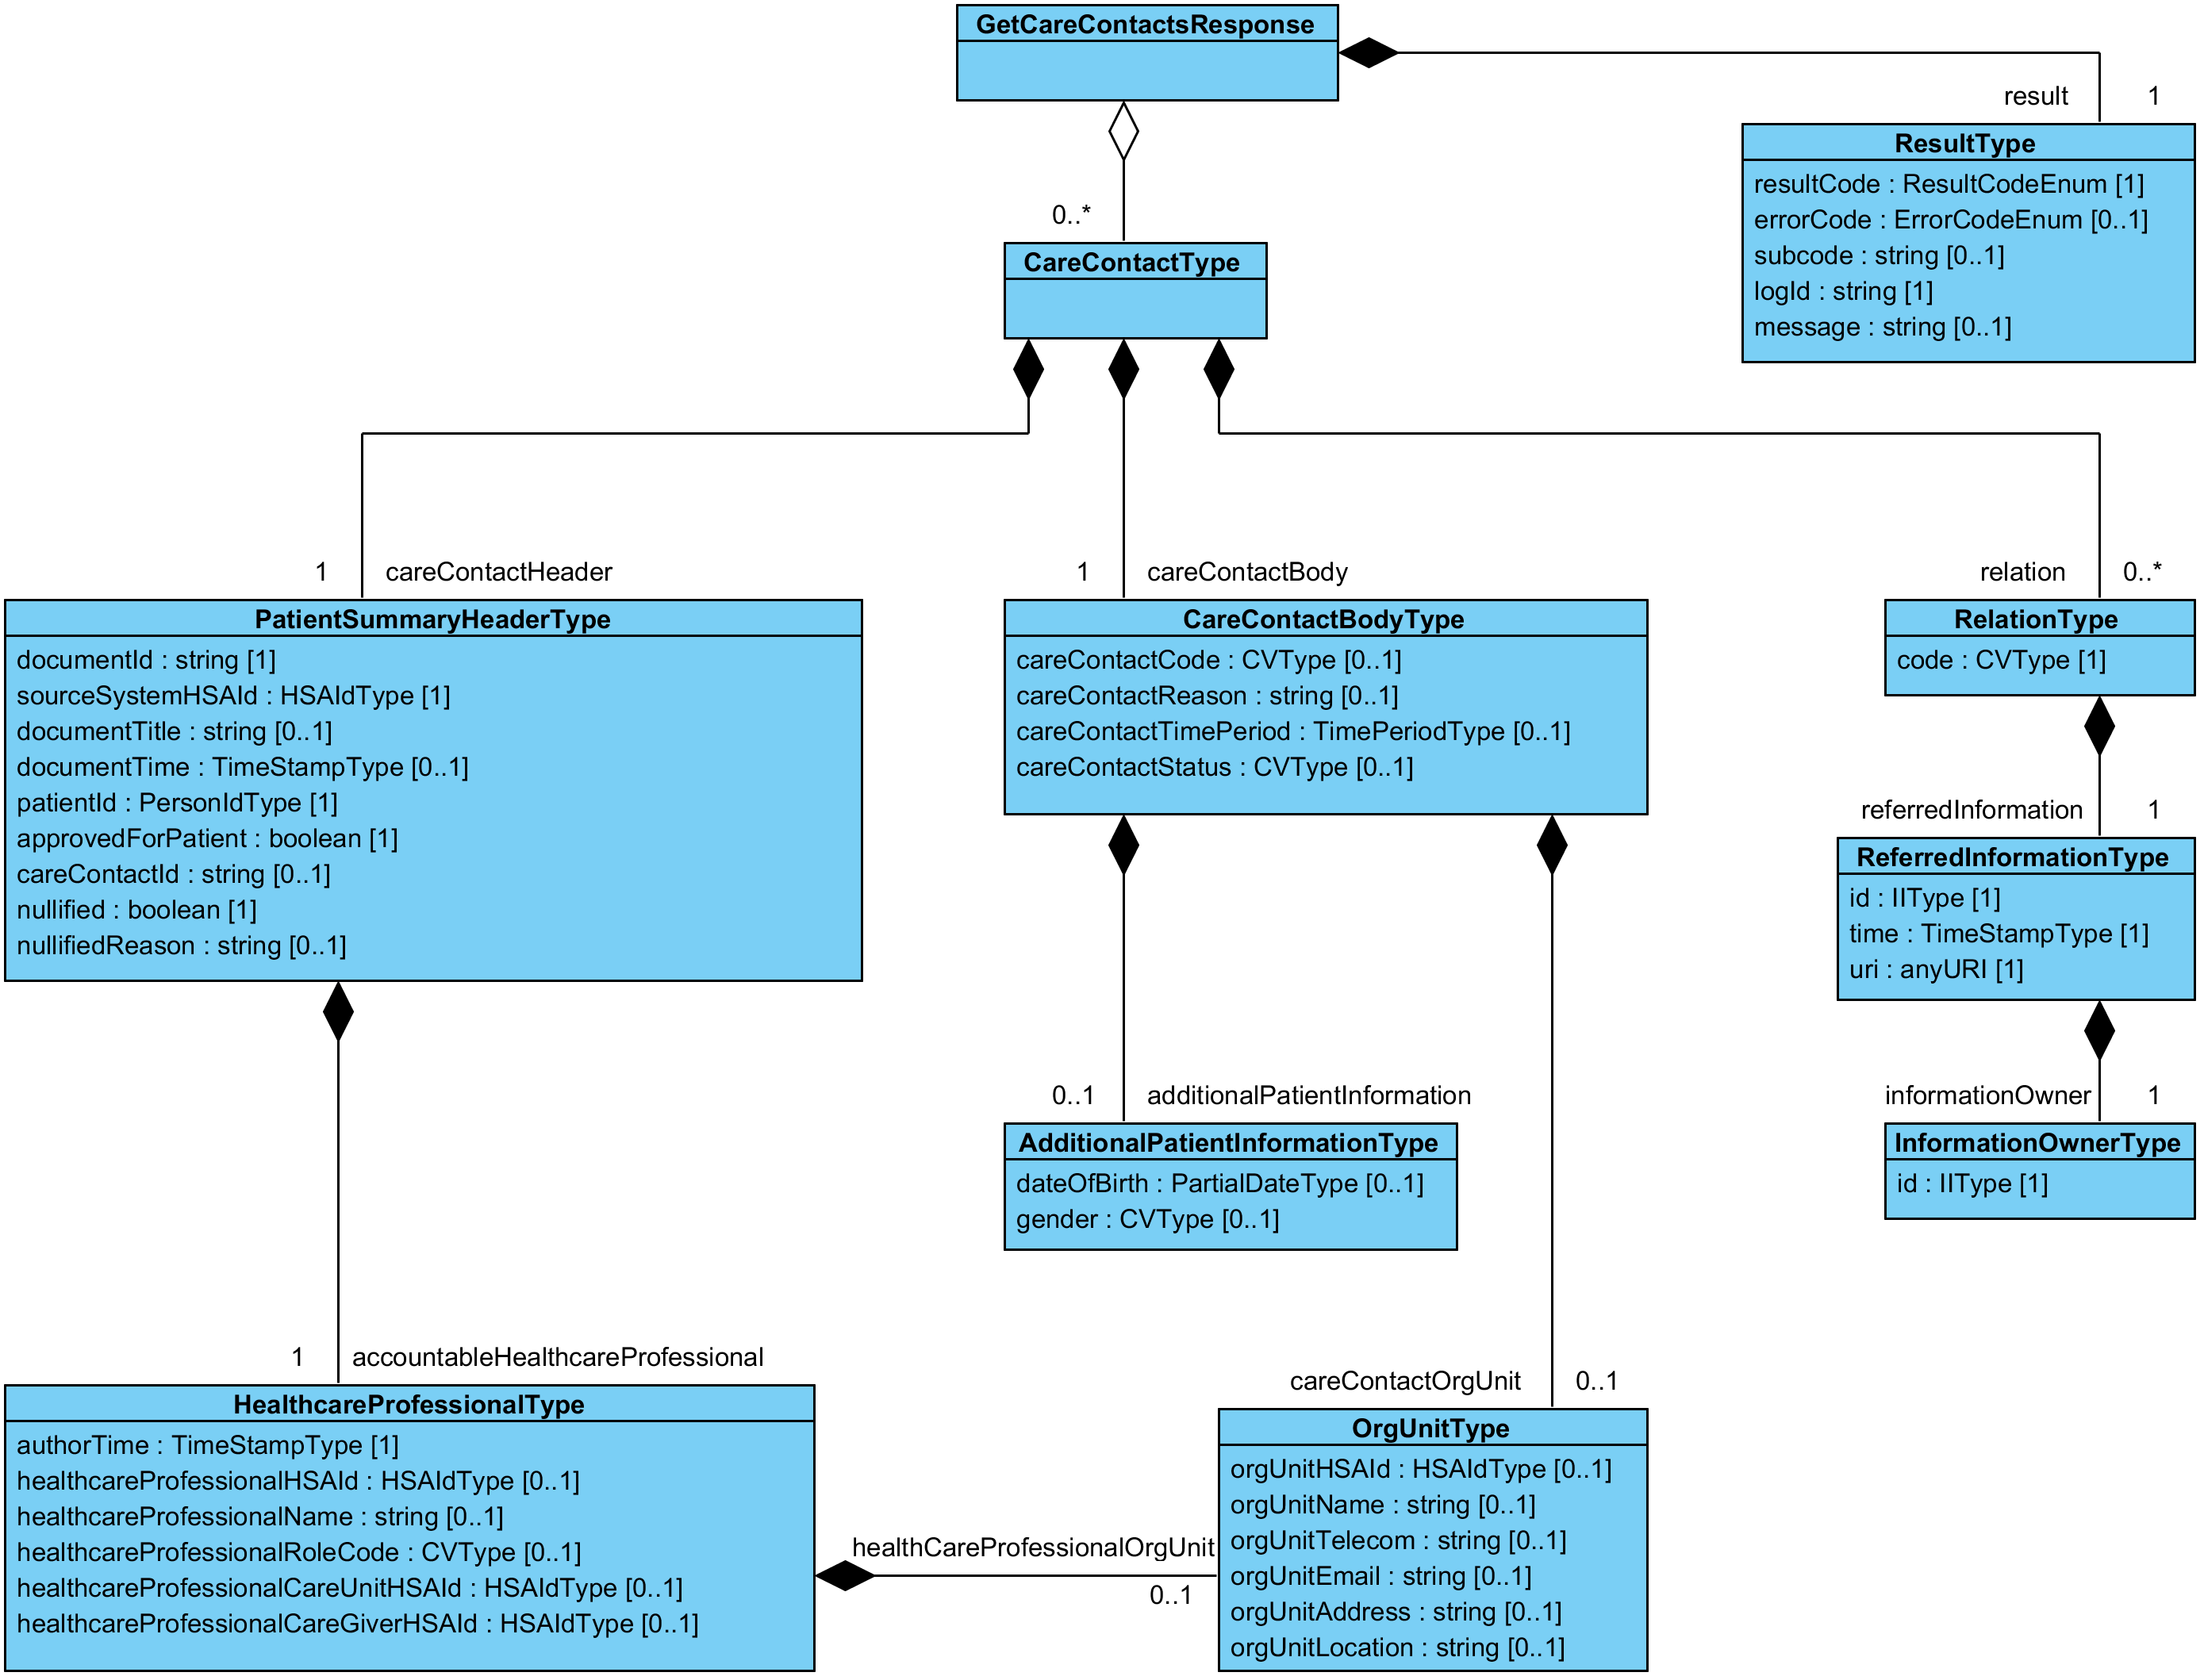 GetCareContactsResponse
result 1
ResultType
resultCode : ResultCodeEnum [1]
errorCode : ErrorCodeEnum [0..1]
subcode : string [0..1]
logId : string [1]
message : string [0..1]
0..*
CareContactType
1 careContactHeader
PatientSummaryHeaderType
documentId : string [1]
sourceSystemHSAId : HSAIdType [1]
documentTitle : string [0..1]
documentTime : TimeStampType [0..1]
patientId : PersonIdType [1]
approvedForPatient : boolean [1]
careContactId : string [0..1]
nullified : boolean [1]
nullifiedReason : string [0..1]
1 careContactBody
CareContactBodyType
careContactCode : CVType [0..1]
careContactReason : string [0..1]
careContactTimePeriod : TimePeriodType [0..1]
careContactStatus : CVType [0..1]
relation 0..*
RelationType
code : CVType [1]
referredInformation 1
ReferredInformationType
id : IIType [1]
time : TimeStampType [1]
uri : anyURI [1]
informationOwner 1
InformationOwnerType
id : IIType [1]
0..1 additionalPatientInformation
AdditionalPatientInformationType
dateOfBirth : PartialDateType [0..1]
gender : CVType [0..1]
1 accountableHealthcareProfessional
HealthcareProfessionalType
authorTime : TimeStampType [1]
healthcareProfessionalHSAId : HSAIdType [0..1]
healthcareProfessionalName : string [0..1]
healthcareProfessionalRoleCode : CVType [0..1]
healthcareProfessionalCareUnitHSAId : HSAIdType [0..1]
healthcareProfessionalCareGiverHSAId : HSAIdType [0..1]
healthCareProfessionalOrgUnit
0..1
careContactOrgUnit 0..1
OrgUnitType
orgUnitHSAId : HSAIdType [0..1]
orgUnitName : string [0..1]
orgUnitTelecom : string [0..1]
orgUnitEmail : string [0..1]
orgUnitAddress : string [0..1]
orgUnitLocation : string [0..1]